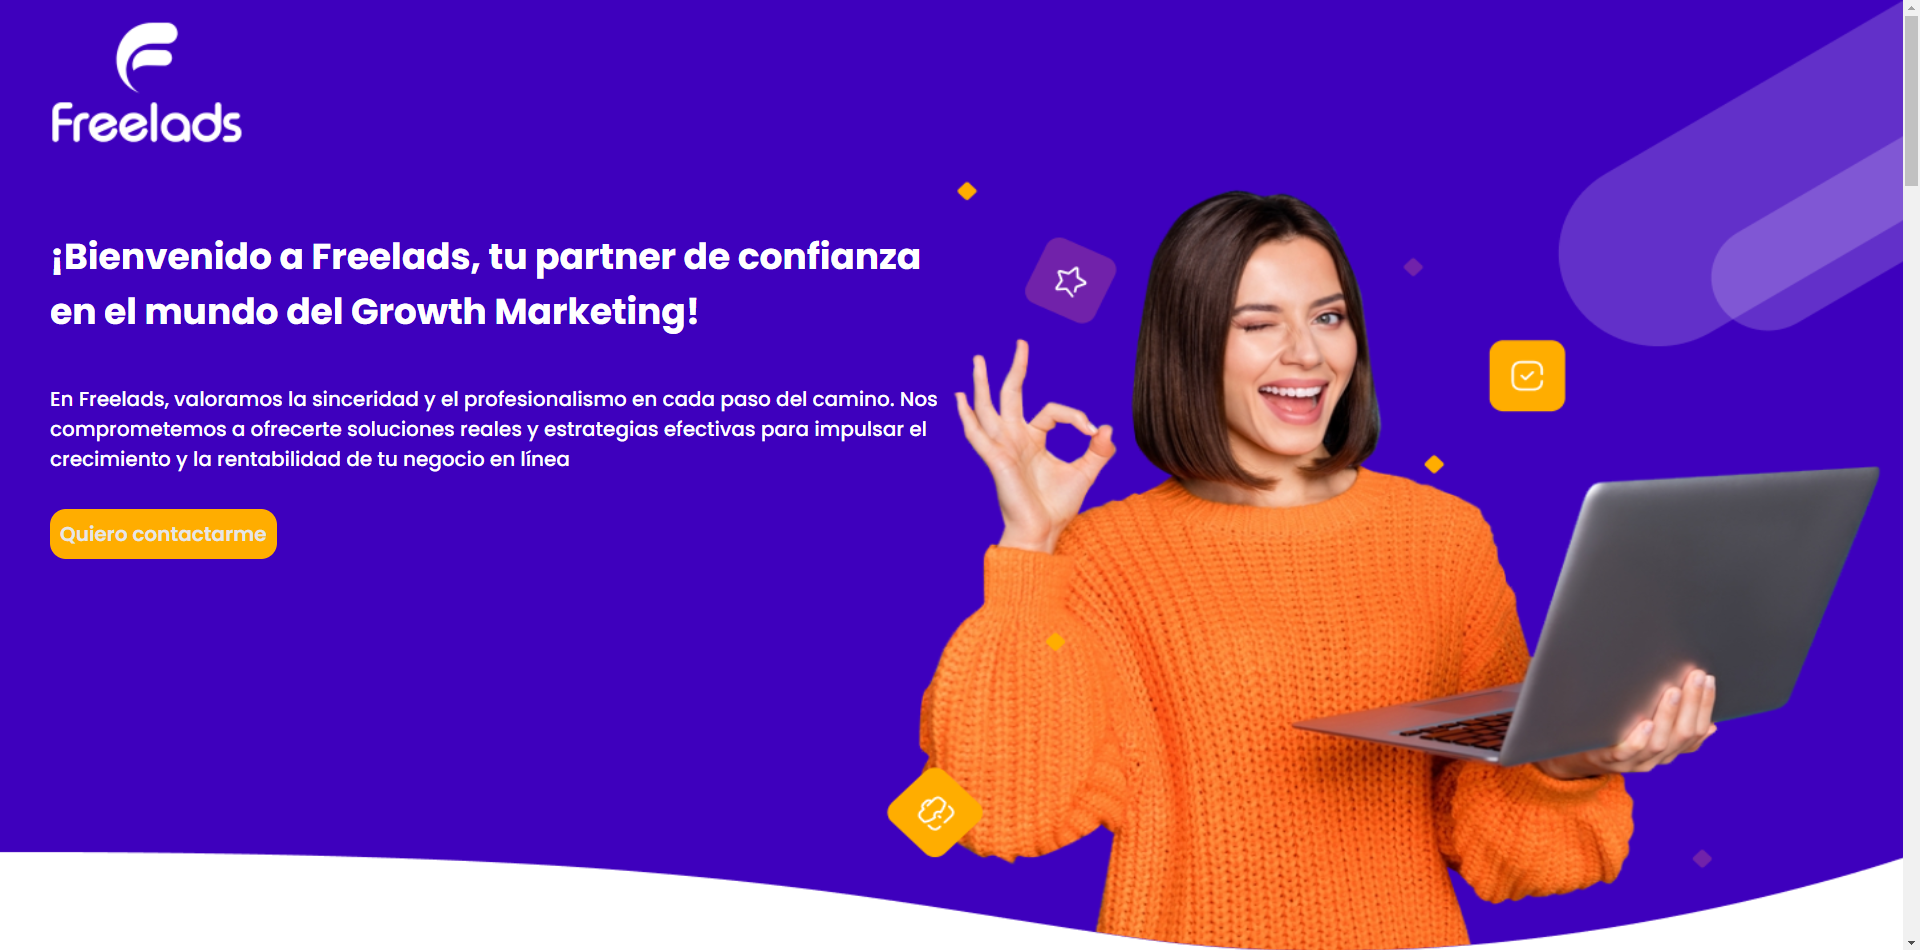 Freelads
¡Bienvenido a Freelads, tu partner de confianza
en el mundo del Growth Marketing!
En Freelads, valoramos la sinceridad y el profesionalismo en cada paso del camino. Nos
comprometemos a ofrecerte soluciones reales y estrategias efectivas para impulsar el
crecimiento y la rentabilidad de tu negocio en línea
Quiero contactarme